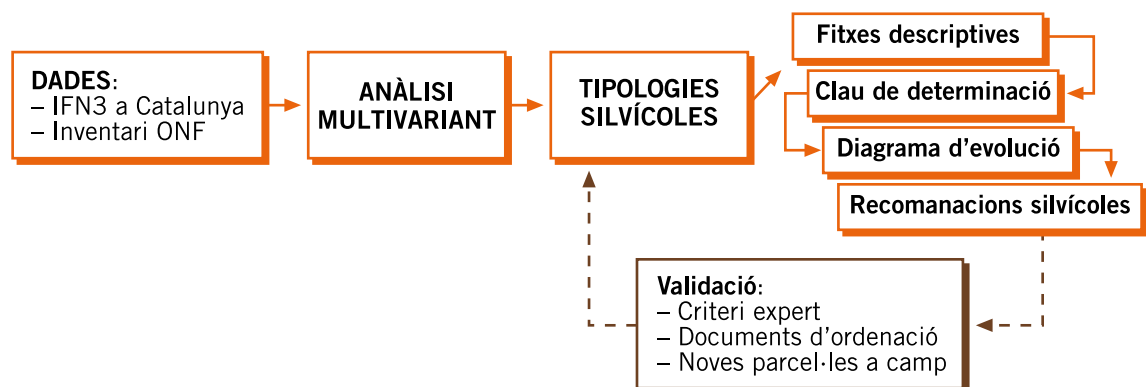 DADES:
– IFN3 a Catalunya
– Inventari ONF
ANÀLISI
MULTIVARIANT
TIPOLOGIES
SILVÍCOLES
Fitxes descriptives
Clau de determinació
Diagrama d’evolució
Recomanacions silvícoles
Validació:
– Criteri expert
– Documents d’ordenació
– Noves parcel·les a camp